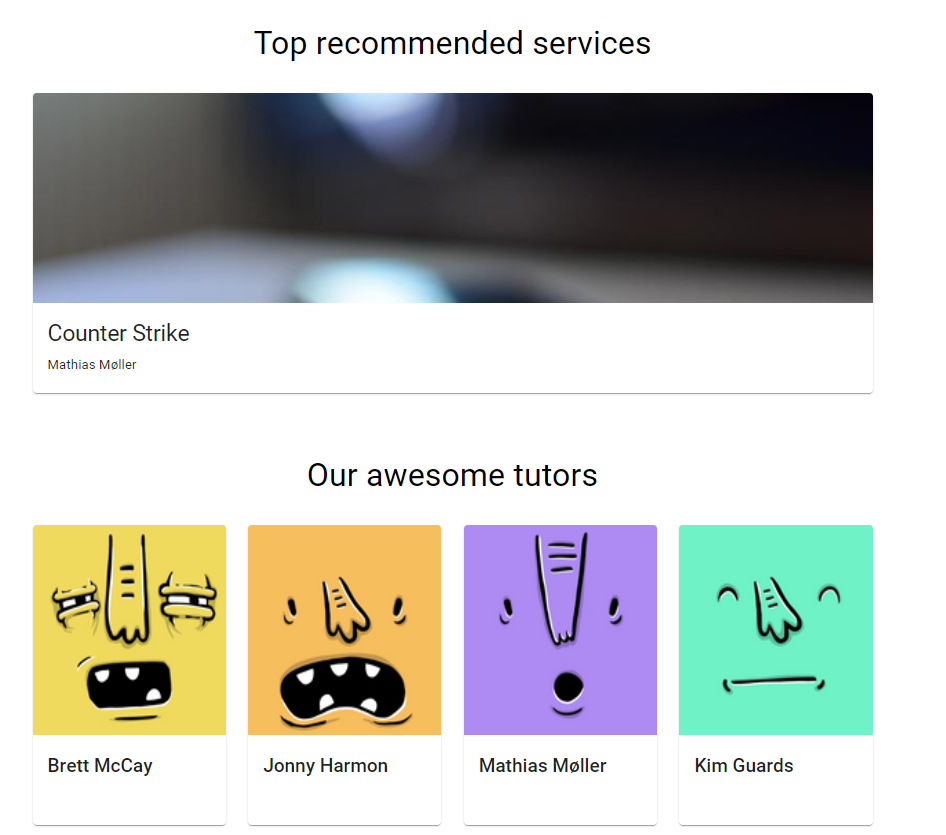 Top recommended services
Counter Strike
Mathias Møller
Our awesome tutors
Brett McCay
Jonny Harmon
Mathias Møller
Kim Guards